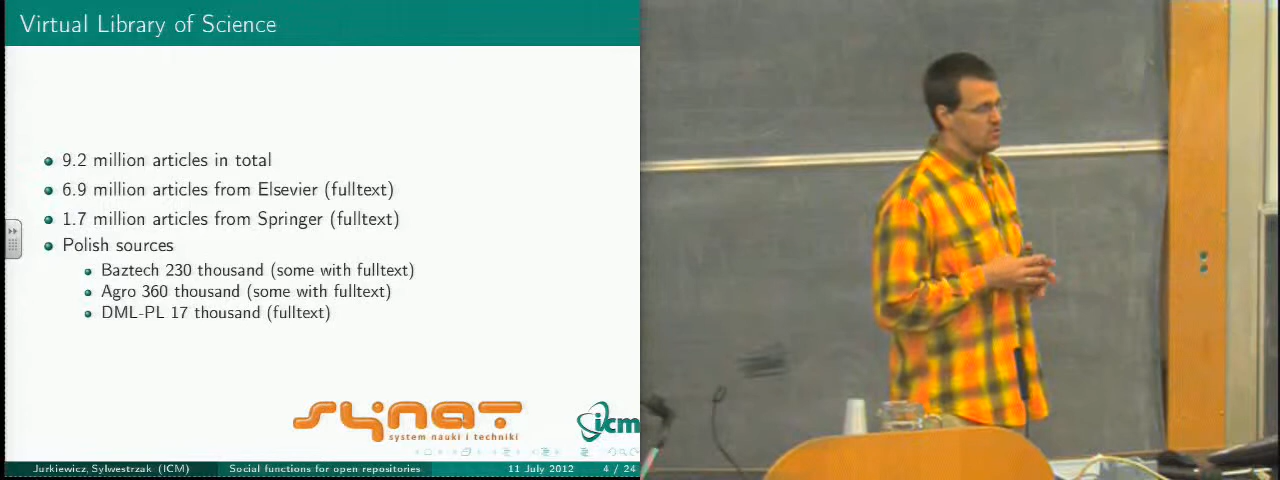 Virtual Library of Science
9.2 million articles in total
6.9 million articles from Elsevier (fulltext)
1.7 million articles from Springer (fulltext)
Polish sources
Baztech 230 thousand (some with fulltext)
Agro 360 thousand (some with fulltext)
DML-PL 17 thousand (fulltext)
synat
system nauki i techniki
icm
Jurkiewicz, Sylwestrzak (ICM) Social functions for open repositories 11 July 2012 4 / 24